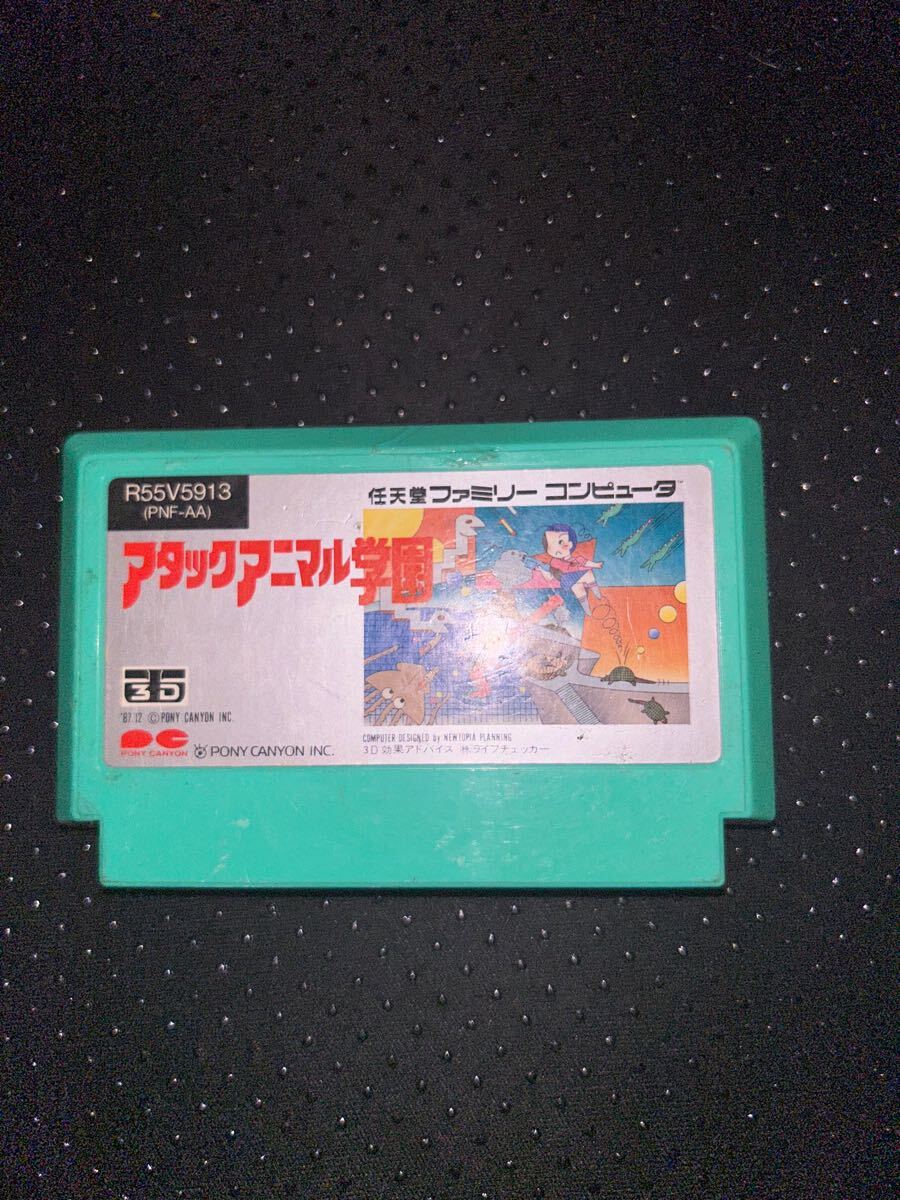 R55V5913
(PNF-AA)
任天堂 ファミリー コンピュータ™
アタックアニマル学園
3D
'87.12 ©PONY CANYON INC.
PONY CANYON
PONY CANYON INC.
COMPUTER DESIGNED by NEWTOPIA PLANNING
3D効果アドバイス ㈱ライフチェッカー